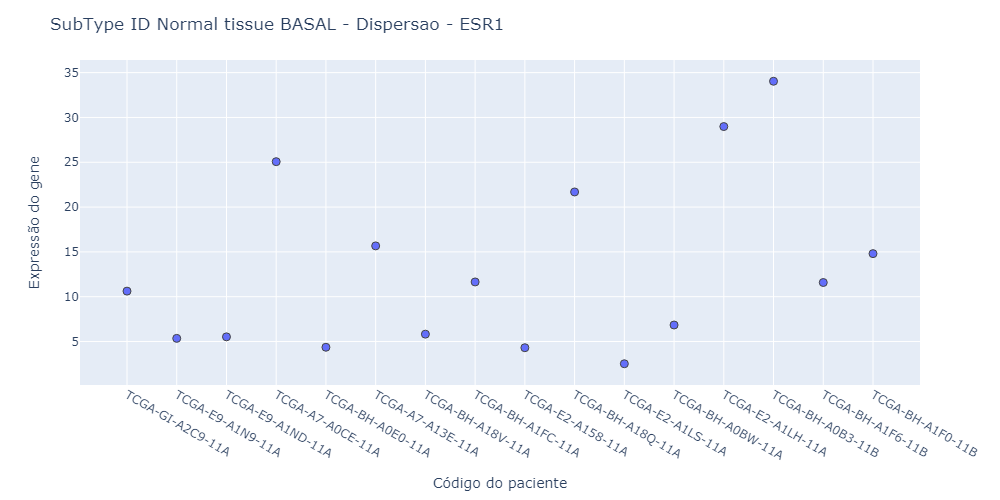 SubType ID Normal tissue BASAL - Dispersao - ESR1
Expressão do gene
35
30
25
20
15
10
5
TCGA-GI-A2C9-11A
TCGA-E9-A1N9-11A
TCGA-E9-A1ND-11A
TCGA-A7-A0CE-11A
TCGA-BH-A0E0-11A
TCGA-A7-A13E-11A
TCGA-BH-A18V-11A
TCGA-BH-A1FC-11A
TCGA-E2-A158-11A
TCGA-BH-A18Q-11A
TCGA-E2-A1LS-11A
TCGA-BH-A0BW-11A
TCGA-E2-A1LH-11A
TCGA-BH-A0B3-11B
TCGA-BH-A1F6-11B
TCGA-BH-A1F0-11B
Código do paciente